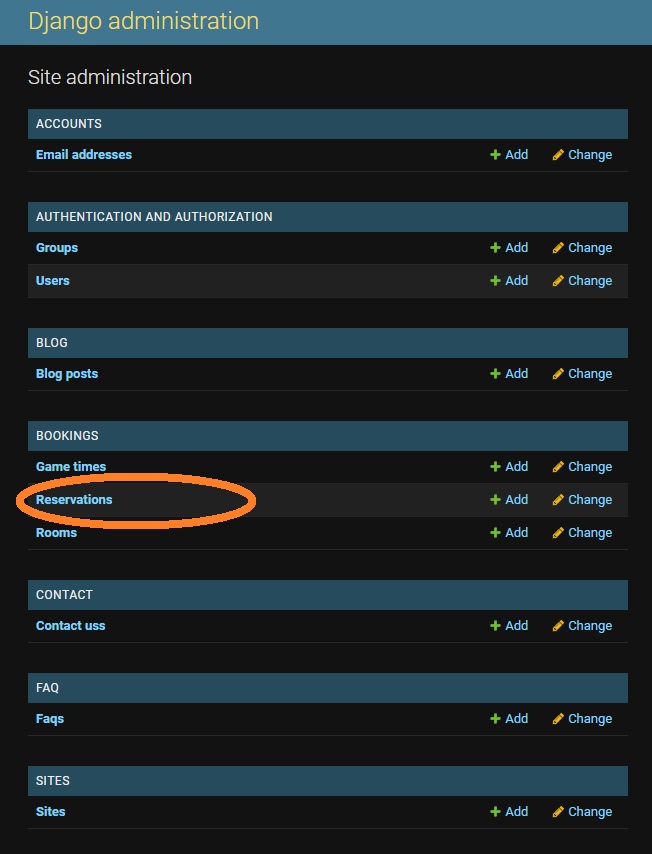 Django administration
Site administration
ACCOUNTS
Email addresses Add Change
AUTHENTICATION AND AUTHORIZATION
Groups Add Change
Users Add Change
BLOG
Blog posts Add Change
BOOKINGS
Game times Add Change
Reservations Add Change
Rooms Add Change
CONTACT
Contact uss Add Change
FAQ
Faqs Add Change
SITES
Sites Add Change